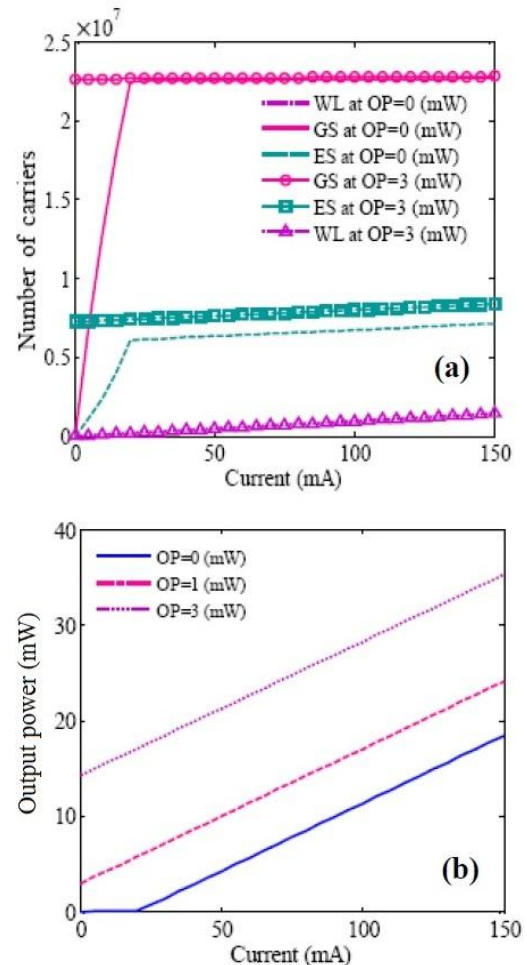 ×10⁷
2.5
2
1.5
1
0.5
0
Number of carriers
WL at OP=0 (mW)
GS at OP=0 (mW)
ES at OP=0 (mW)
GS at OP=3 (mW)
ES at OP=3 (mW)
WL at OP=3 (mW)
(a)
0 50 100 150
Current (mA)
40
30
20
10
0
Output power (mW)
OP=0 (mW)
OP=1 (mW)
OP=3 (mW)
(b)
0 50 100 150
Current (mA)